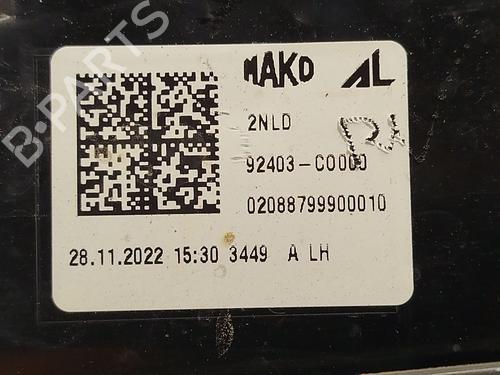 B-PARTS
MAKO AL
2NLD
92403-C0000
02088799900010
28.11.2022 15:30 3449 A LH